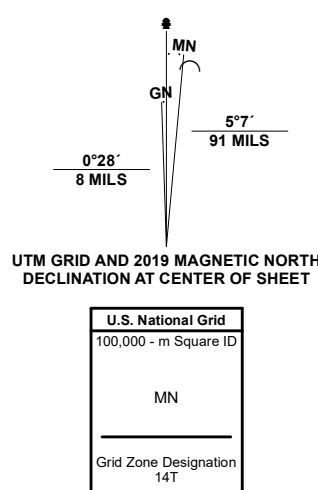 MN
GN
5°7´
91 MILS
0°28´
8 MILS
UTM GRID AND 2019 MAGNETIC NORTH
DECLINATION AT CENTER OF SHEET
U.S. National Grid
100,000 - m Square ID
MN
Grid Zone Designation
14T